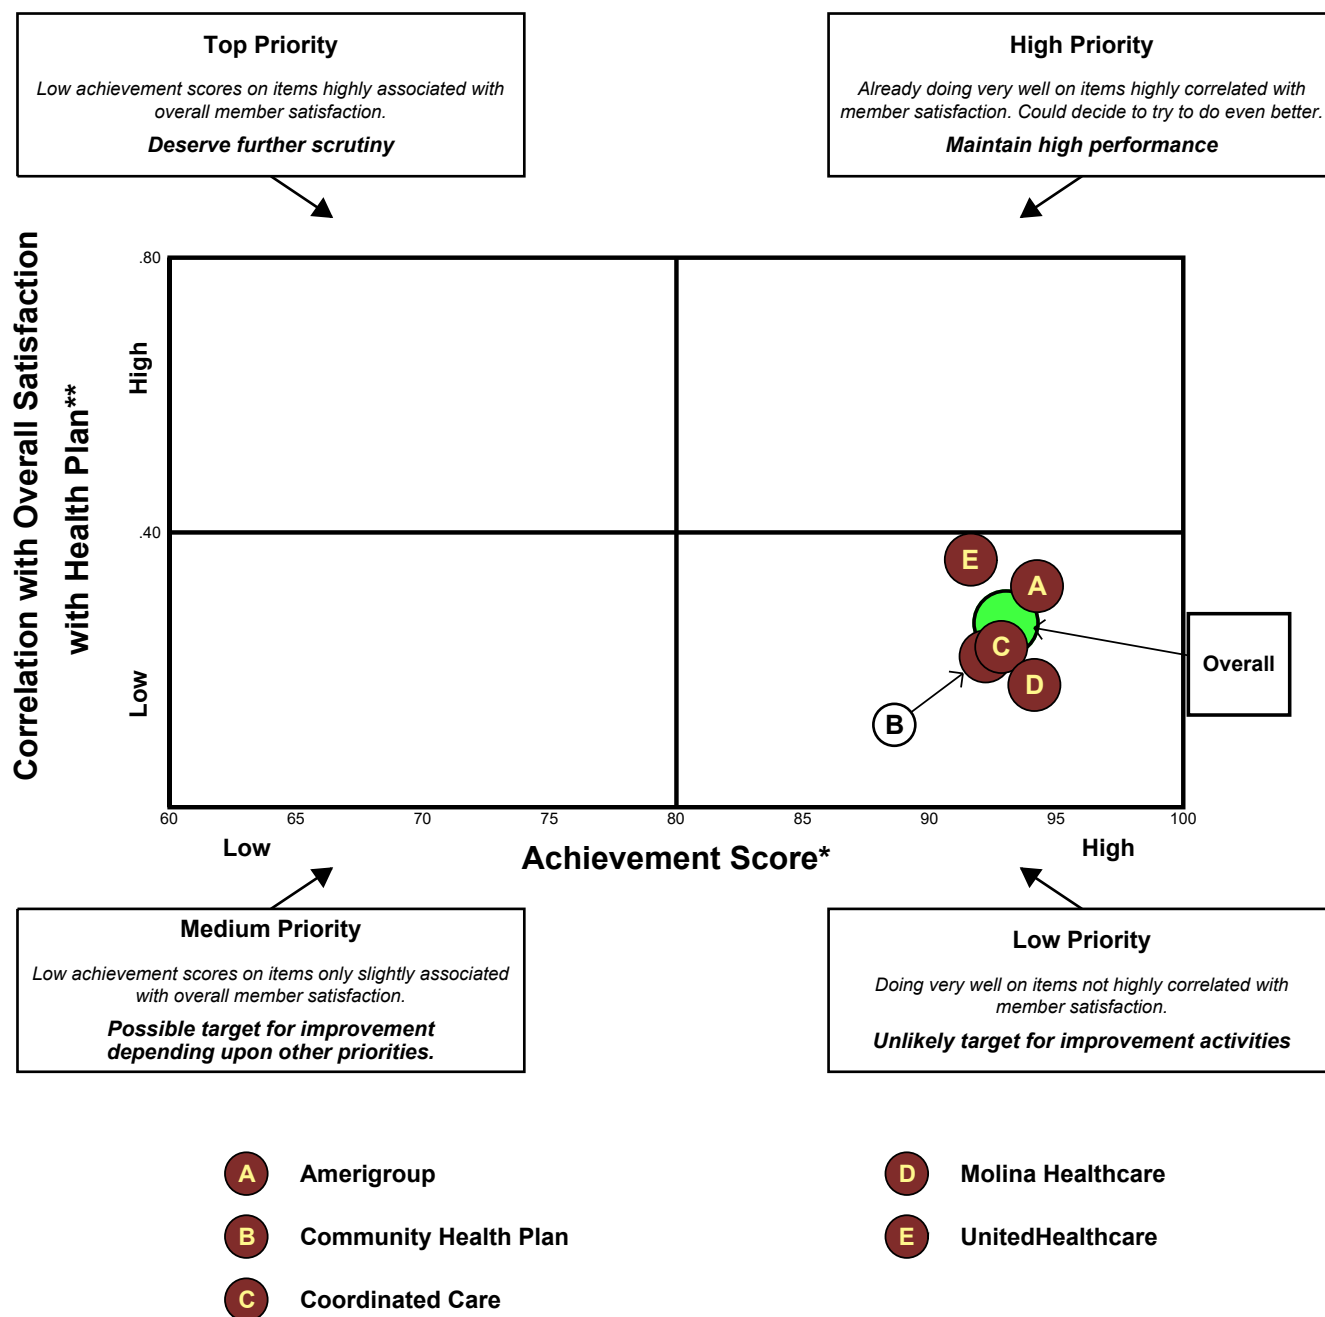 Top Priority
Low achievement scores on items highly associated with
overall member satisfaction.
Deserve further scrutiny
High Priority
Already doing very well on items highly correlated with
member satisfaction. Could decide to try to do even better.
Maintain high performance
Correlation with Overall Satisfaction
with Health Plan**
High
Low
.80
.40
E
A
C
D
B
Overall
60
65
70
75
80
85
90
95
100
Low
Achievement Score*
High
Medium Priority
Low achievement scores on items only slightly associated
with overall member satisfaction.
Possible target for improvement
depending upon other priorities.
Low Priority
Doing very well on items not highly correlated with
member satisfaction.
Unlikely target for improvement activities
A Amerigroup
B Community Health Plan
C Coordinated Care
D Molina Healthcare
E UnitedHealthcare